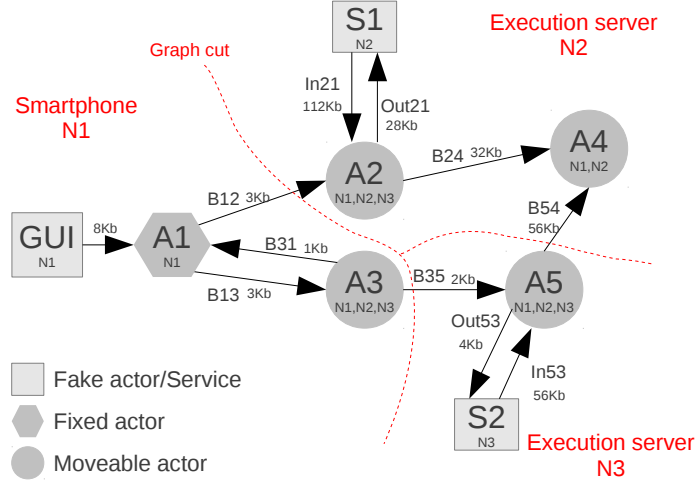 S1
N2
Execution server
N2
Graph cut
In21
112Kb
Out21
28Kb
Smartphone
N1
A2
N1,N2,N3
B24 32Kb
A4
N1,N2
B12 3Kb
B54
56Kb
GUI
N1
8Kb
A1
N1
B31 1Kb
B13 3Kb
A3
N1,N2,N3
B35 2Kb
A5
N1,N2,N3
Out53
4Kb
In53
56Kb
S2
N3
Fake actor/Service
Fixed actor
Moveable actor
Execution server
N3